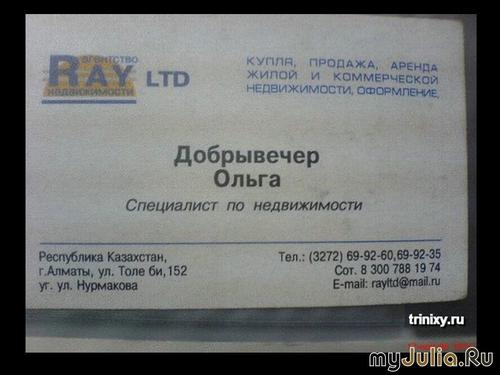 агентство
RAY LTD
недвижимости
КУПЛЯ, ПРОДАЖА, АРЕНДА
ЖИЛОЙ И КОММЕРЧЕСКОЙ
НЕДВИЖИМОСТИ, ОФОРМЛЕНИЕ,
Добрывечер
Ольга
Специалист по недвижимости
Республика Казахстан,
г.Алматы, ул. Толе би,152
уг. ул. Нурмакова
Тел.: (3272) 69-92-60,69-92-35
Сот. 8 300 788 19 74
E-mail: rayltd@mail.ru
trinixy.ru
myJulia.Ru